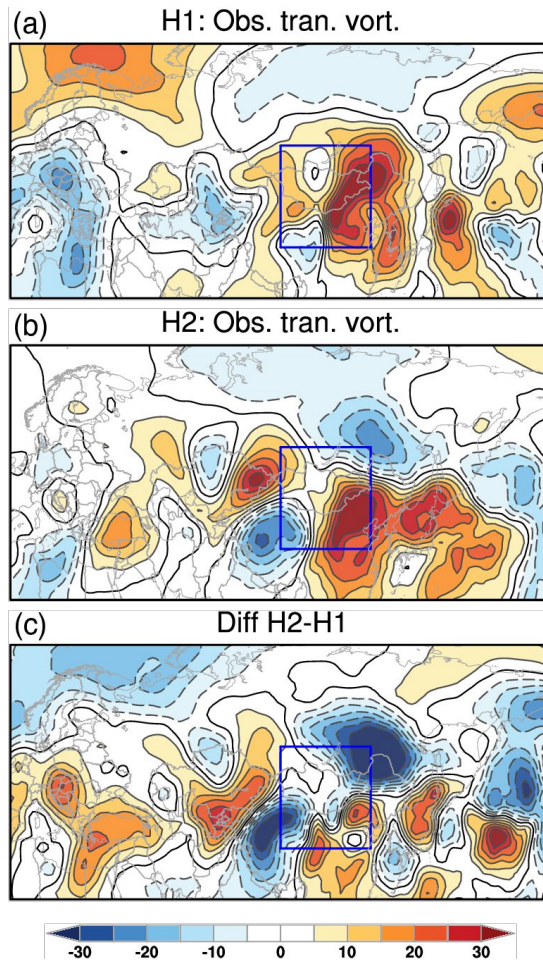 (a) H1: Obs. tran. vort.
(b) H2: Obs. tran. vort.
(c) Diff H2-H1
-30 -20 -10 0 10 20 30